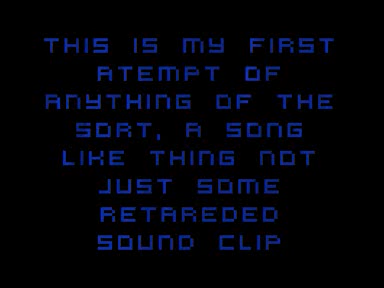 THIS IS MY FIRST
ATEMPT OF
ANYTHING OF THE
SORT, A SONG
LIKE THING NOT
JUST SOME
RETAREDED
SOUND CLIP